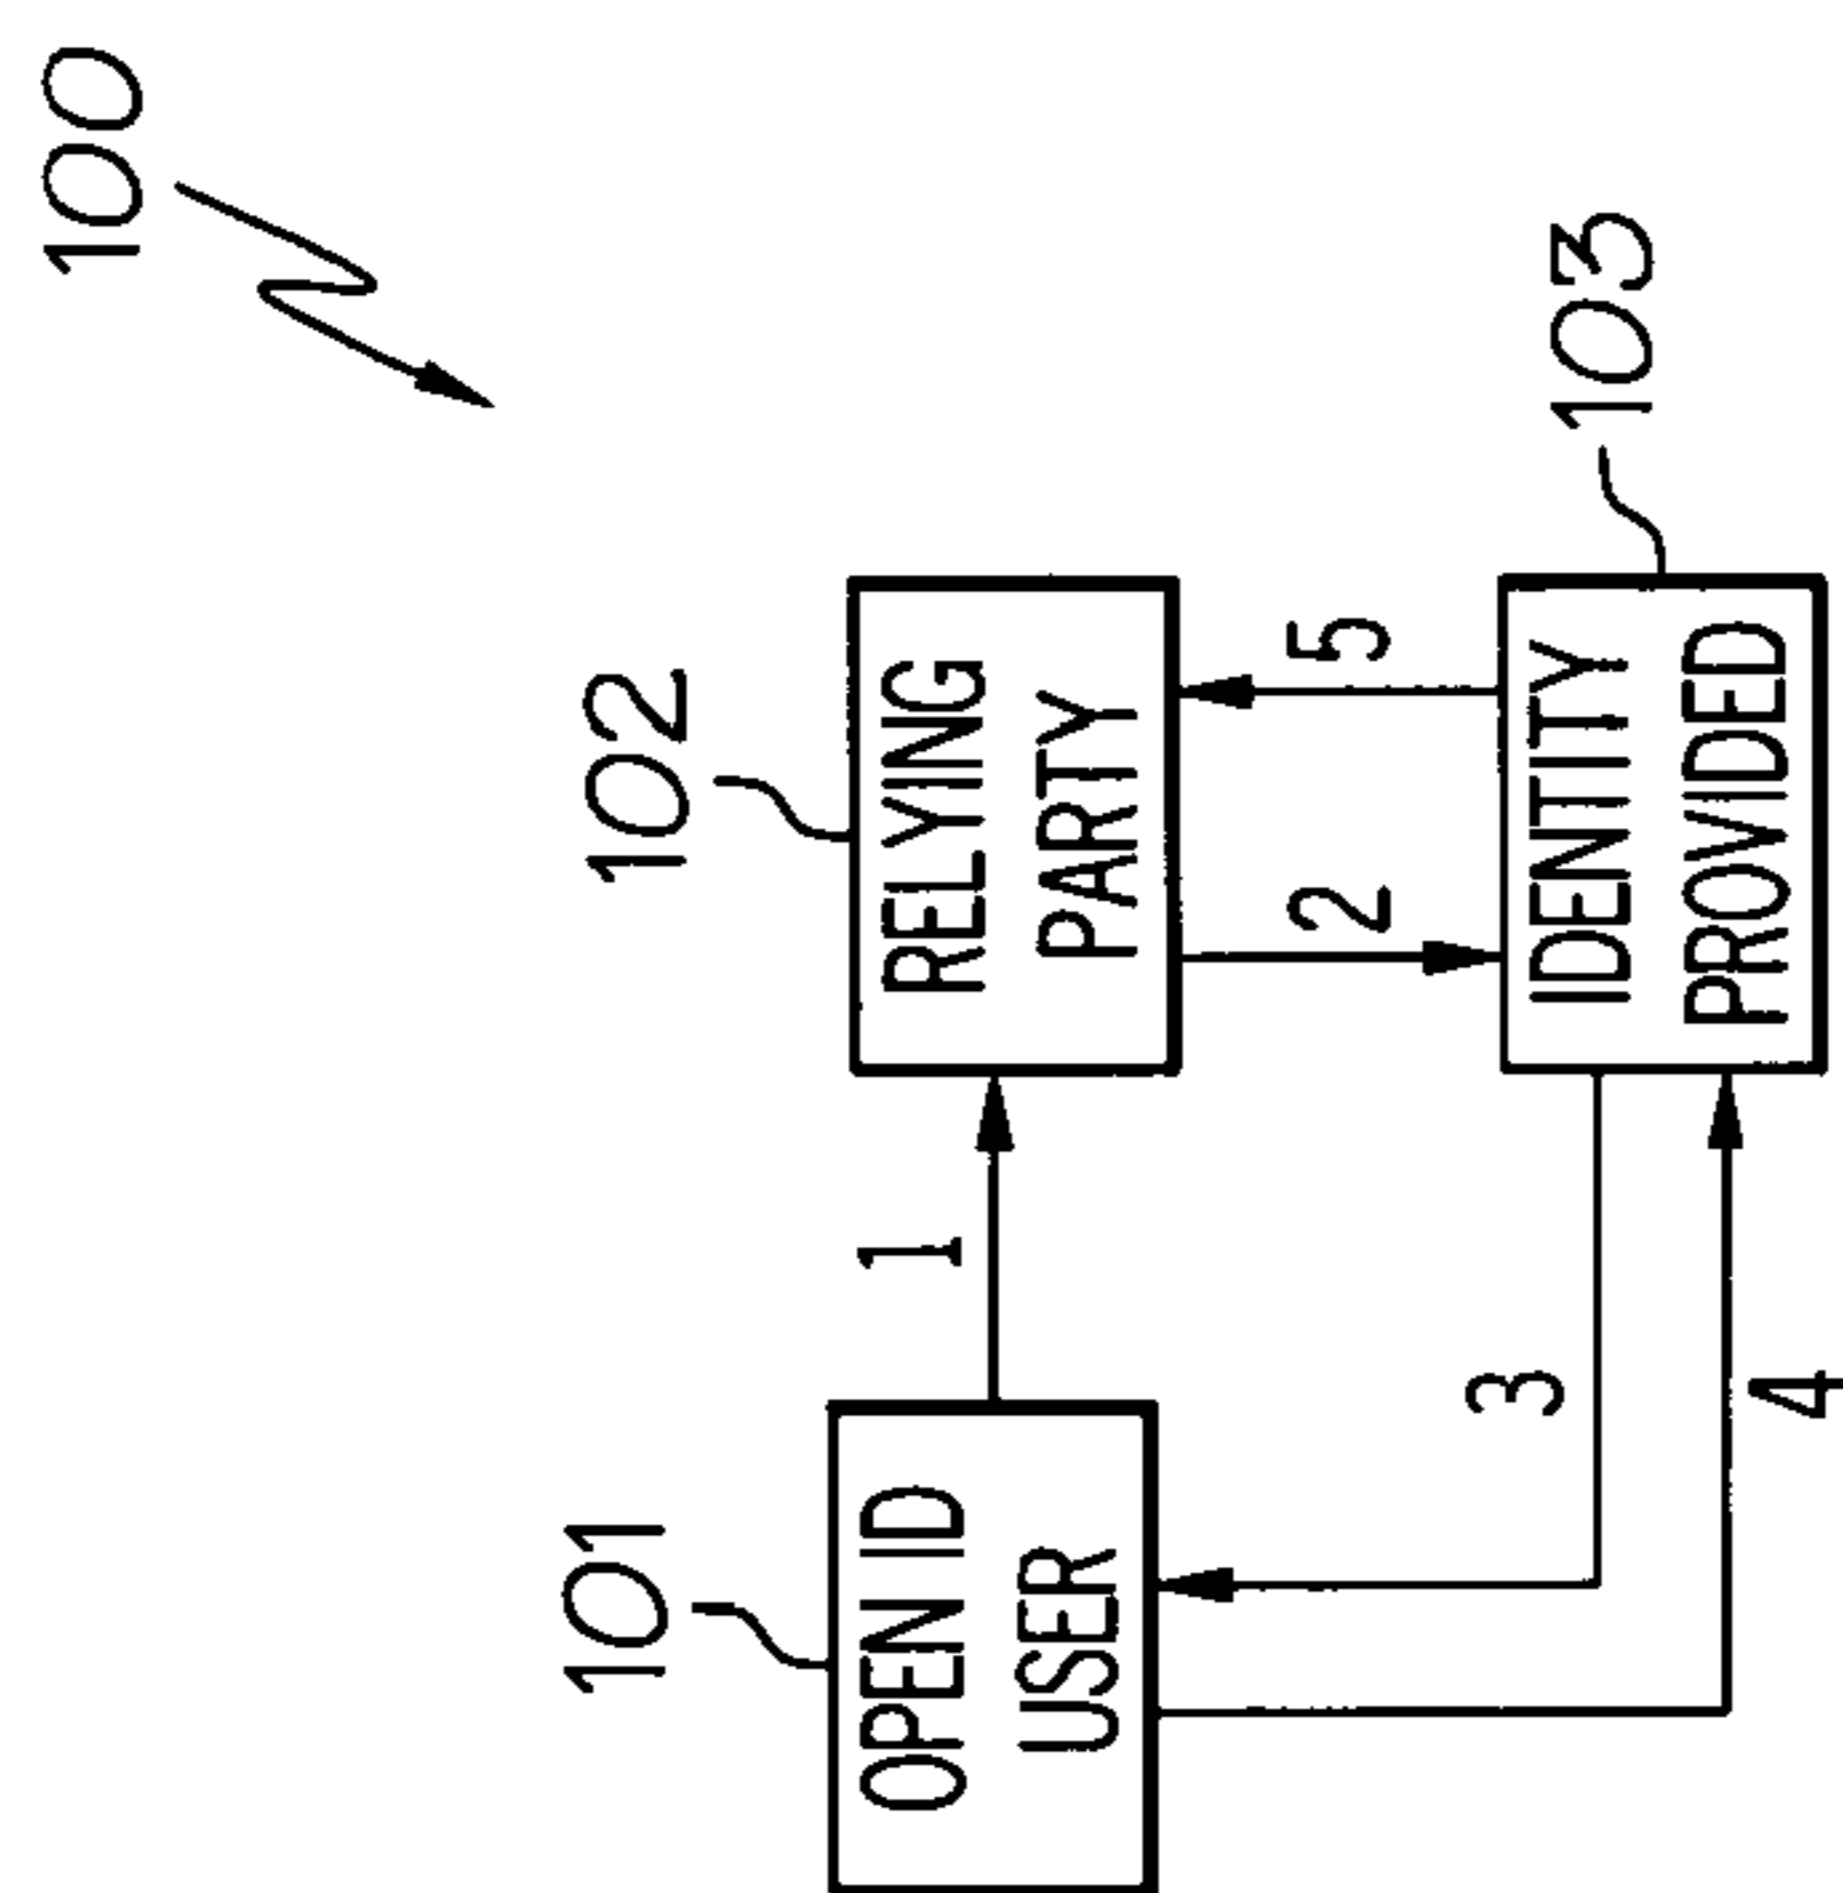 100
101
OPEN ID
USER
1
102
RELYING
PARTY
2
5
3
4
103
IDENTITY
PROVIDED